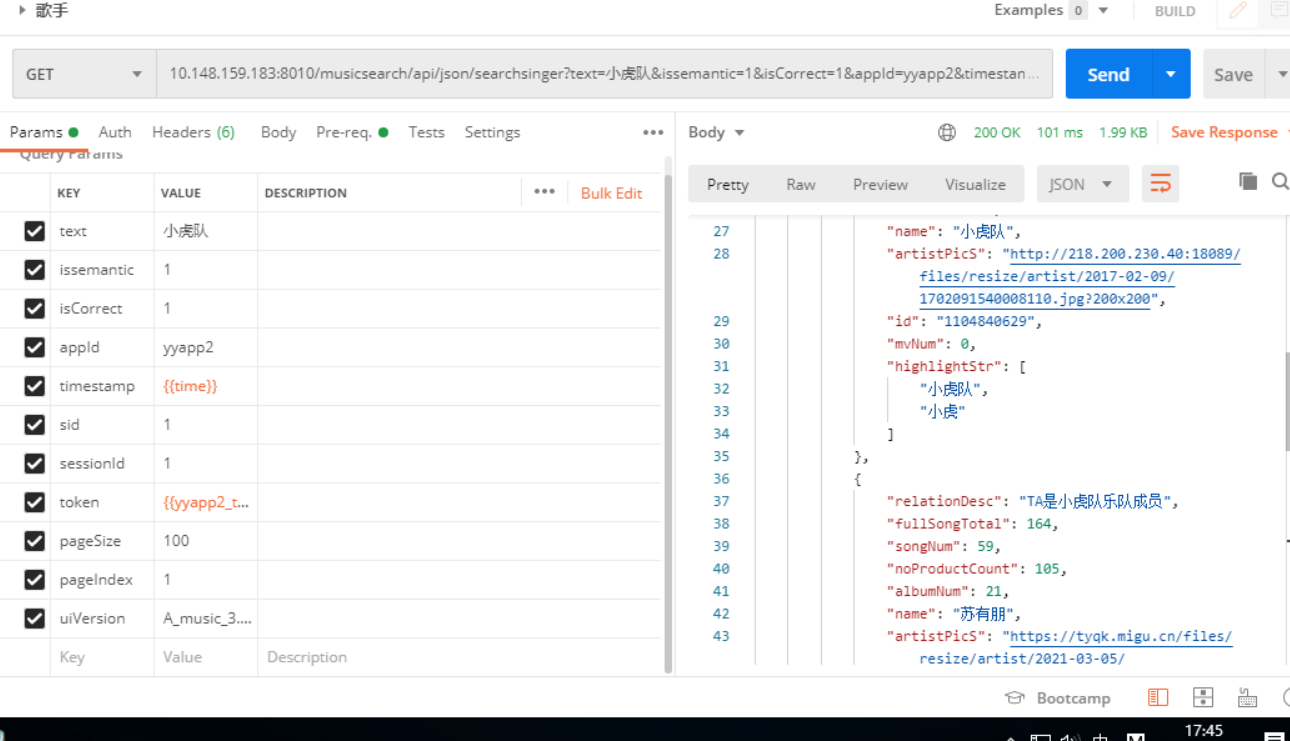 歌手
Examples 0
BUILD
GET
10.148.159.183:8010/musicsearch/api/json/searchsinger?text=小虎队&issemantic=1&isCorrect=1&appId=yyapp2&timestan...
Send
Save
Params
Auth
Headers (6)
Body
Pre-req.
Tests
Settings
Query Params
KEY VALUE DESCRIPTION
Bulk Edit
text 小虎队
issemantic 1
isCorrect 1
appId yyapp2
timestamp {{time}}
sid 1
sessionId 1
token {{yyapp2_t...
pageSize 100
pageIndex 1
uiVersion A_music_3....
Key Value Description
Body
200 OK 101 ms 1.99 KB Save Response
Pretty Raw Preview Visualize JSON
27 "name": "小虎队",
28 "artistPicS": "http://218.200.230.40:18089/
files/resize/artist/2017-02-09/
1702091540008110.jpg?200x200",
29 "id": "1104840629",
30 "mvNum": 0,
31 "highlightStr": [
32 "小虎队",
33 "小虎"
34 ]
35 },
36 {
37 "relationDesc": "TA是小虎队乐队成员",
38 "fullSongTotal": 164,
39 "songNum": 59,
40 "noProductCount": 105,
41 "albumNum": 21,
42 "name": "苏有朋",
43 "artistPicS": "https://tyqk.migu.cn/files/
resize/artist/2021-03-05/
Bootcamp
中
17:45